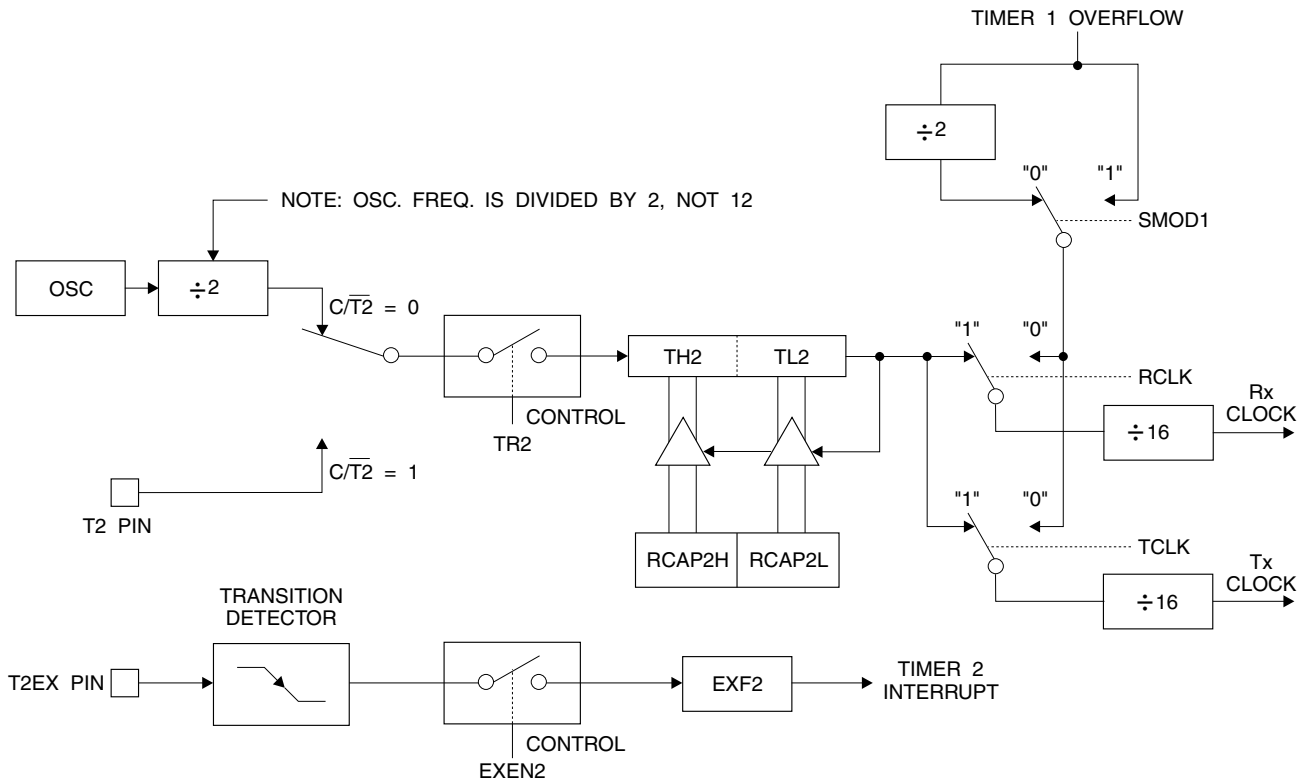 TIMER 1 OVERFLOW
÷2
"0" "1"
SMOD1
NOTE: OSC. FREQ. IS DIVIDED BY 2, NOT 12
OSC
÷2
C/T2 = 0
TH2
TL2
CONTROL
TR2
"1" "0"
RCLK
÷16
Rx
CLOCK
C/T2 = 1
T2 PIN
RCAP2H
RCAP2L
"1" "0"
TCLK
÷16
Tx
CLOCK
TRANSITION
DETECTOR
T2EX PIN
CONTROL
EXEN2
EXF2
TIMER 2
INTERRUPT